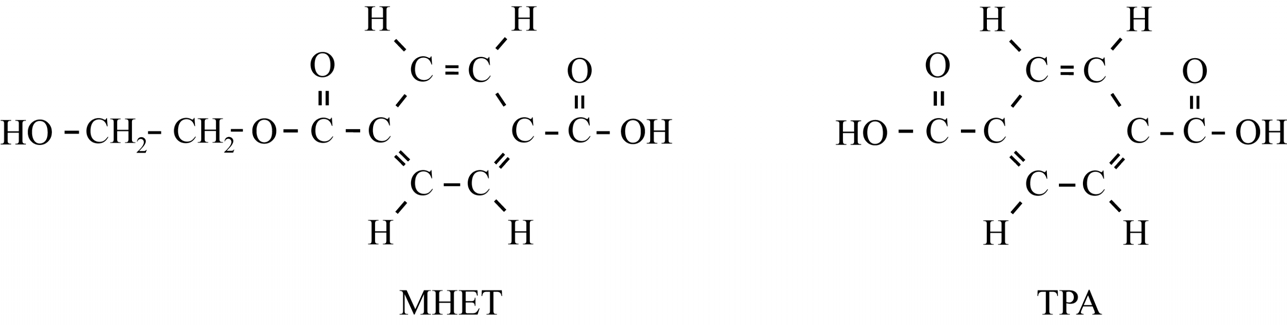 H H H H
O C = C O O C = C O
HO – CH₂ – CH₂ – O – C – C C – C – OH HO – C – C C – C – OH
C – C C – C
H H H H
MHET TPA